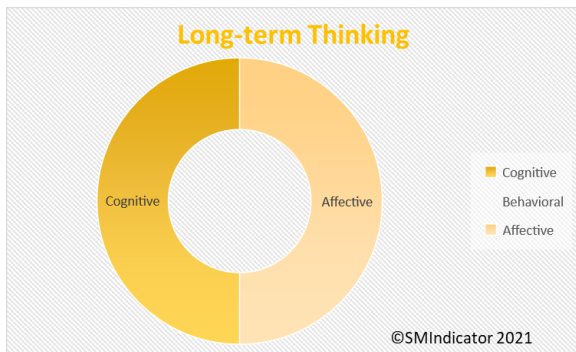 Long-term Thinking
Cognitive
Affective
Cognitive
Behavioral
Affective
©SMIndicator 2021